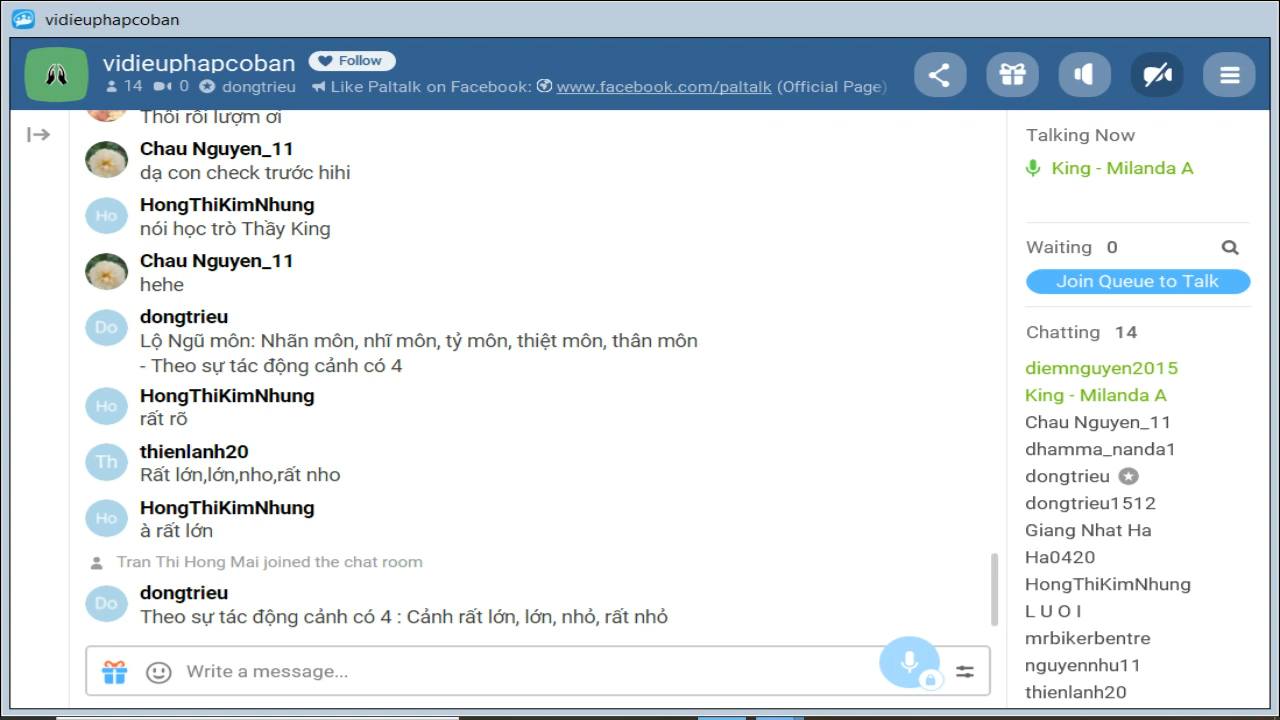 vidieuphapcoban
vidieuphapcoban Follow
14 0 dongtrieu Like Paltalk on Facebook: www.facebook.com/paltalk (Official Page)
Thôi rồi lượm ơi
Chau Nguyen_11
dạ con check trước hihi
Ho HongThiKimNhung
nói học trò Thầy King
Chau Nguyen_11
hehe
Do dongtrieu
Lộ Ngũ môn: Nhãn môn, nhĩ môn, tỷ môn, thiệt môn, thân môn
- Theo sự tác động cảnh có 4
Ho HongThiKimNhung
rất rõ
Th thienlanh20
Rất lớn,lớn,nho,rất nho
Ho HongThiKimNhung
à rất lớn
Tran Thi Hong Mai joined the chat room
Do dongtrieu
Theo sự tác động cảnh có 4 : Cảnh rất lớn, lớn, nhỏ, rất nhỏ
Write a message...
Talking Now
King - Milanda A
Waiting 0
Join Queue to Talk
Chatting 14
diemnguyen2015
King - Milanda A
Chau Nguyen_11
dhamma_nanda1
dongtrieu
dongtrieu1512
Giang Nhat Ha
Ha0420
HongThiKimNhung
L U O I
mrbikerbentre
nguyennhu11
thienlanh20